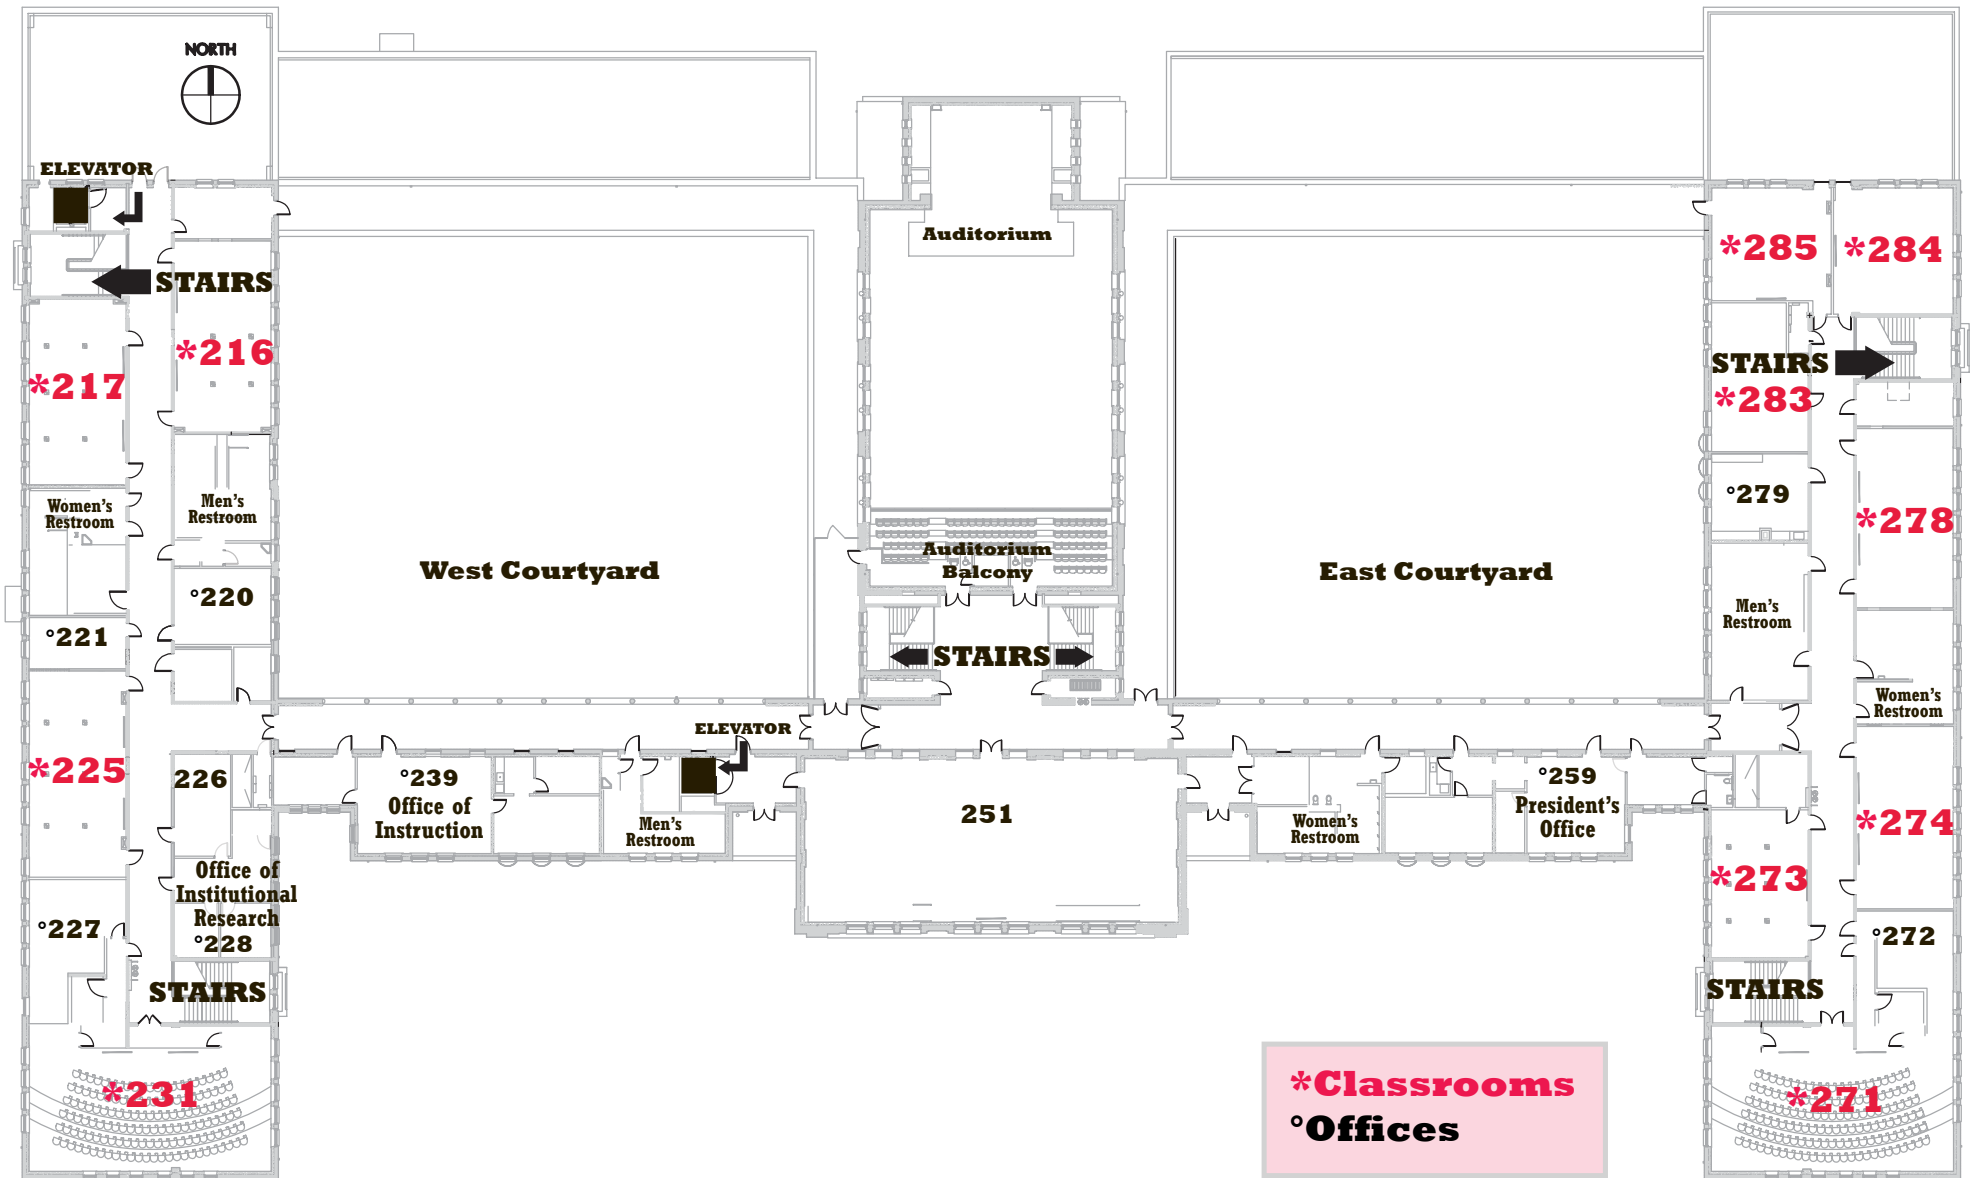 NORTH
ELEVATOR
STAIRS
*216
*217
Women's
Restroom
Men's
Restroom
°220
°221
*225
226
Office of
Institutional
Research
°228
°227
STAIRS
*231
West Courtyard
°239
Office of
Instruction
ELEVATOR
Men's
Restroom
Auditorium
Auditorium
Balcony
STAIRS
251
East Courtyard
Women's
Restroom
°259
President's
Office
*285
*284
STAIRS
*283
°279
*278
Men's
Restroom
Women's
Restroom
*274
*273
°272
STAIRS
*271
*Classrooms
°Offices